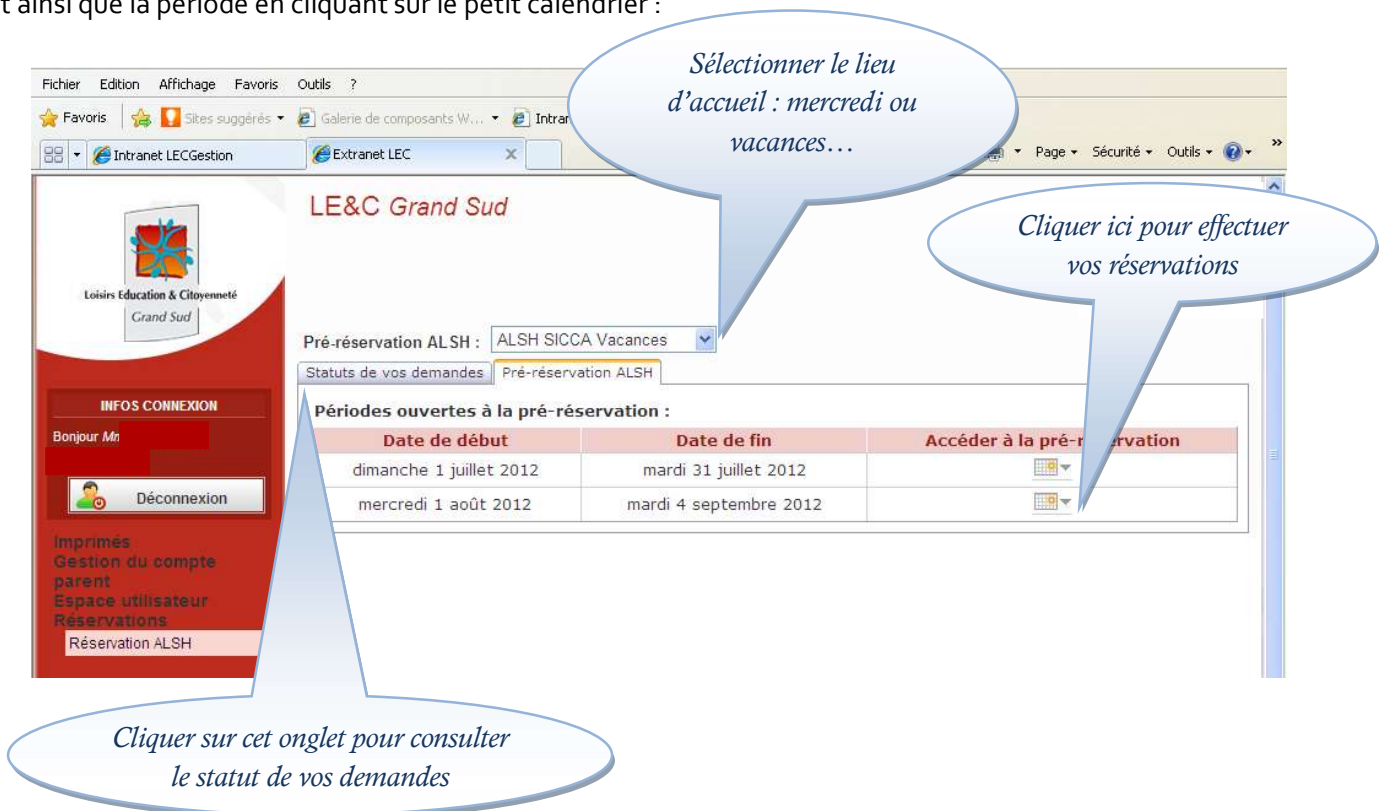 t ainsi que la période en cliquant sur le petit calendrier :
Sélectionner le lieu
d'accueil : mercredi ou
vacances…
Fichier Edition Affichage Favoris Outils ?
Favoris Sites suggérés Galerie de composants W... Intran
Intranet LECGestion Extranet LEC Page Sécurité Outils
LE&C Grand Sud
Cliquer ici pour effectuer
vos réservations
Loisirs Education & Citoyenneté
Grand Sud
Pré-réservation ALSH : ALSH SICCA Vacances
Statuts de vos demandes Pré-réservation ALSH
INFOS CONNEXION
Périodes ouvertes à la pré-réservation :
Bonjour
Date de début Date de fin Accéder à la pré-réservation
dimanche 1 juillet 2012 mardi 31 juillet 2012
Déconnexion
mercredi 1 août 2012 mardi 4 septembre 2012
Imprimés
Gestion du compte
parent
Espace utilisateur
Réservations
Réservation ALSH
Cliquer sur cet onglet pour consulter
le statut de vos demandes